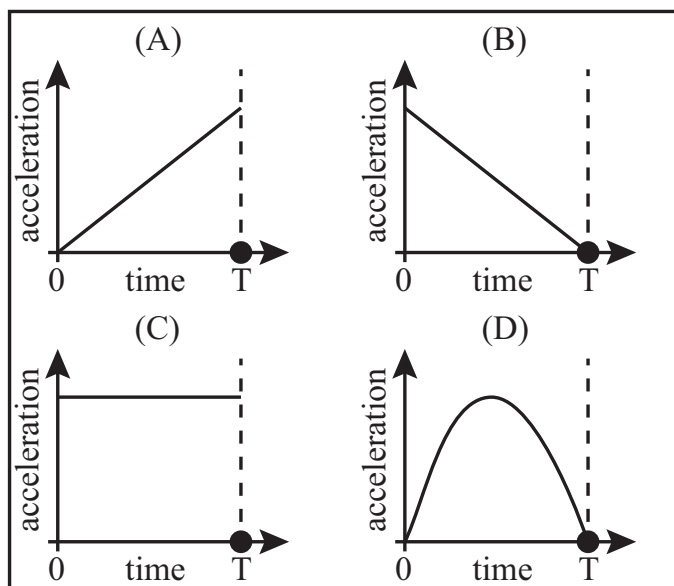 (A)
acceleration
0 time T
(B)
acceleration
0 time T
(C)
acceleration
0 time T
(D)
acceleration
0 time T